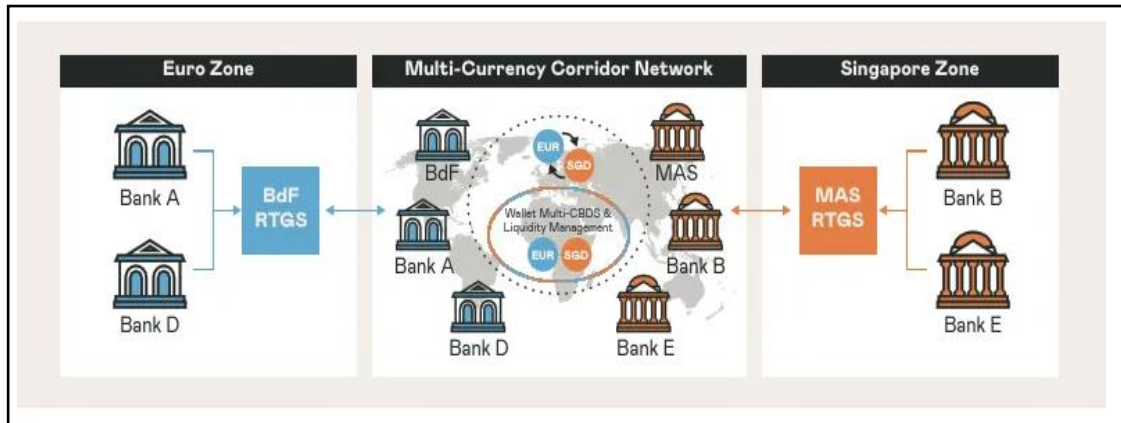 Euro Zone
Bank A
Bank D
BdF
RTGS
Multi-Currency Corridor Network
BdF
EUR
SGD
MAS
Wallet Multi-CBDS &
Liquidity Management
EUR
SGD
Bank A
Bank B
Bank D
Bank E
Singapore Zone
MAS
RTGS
Bank B
Bank E